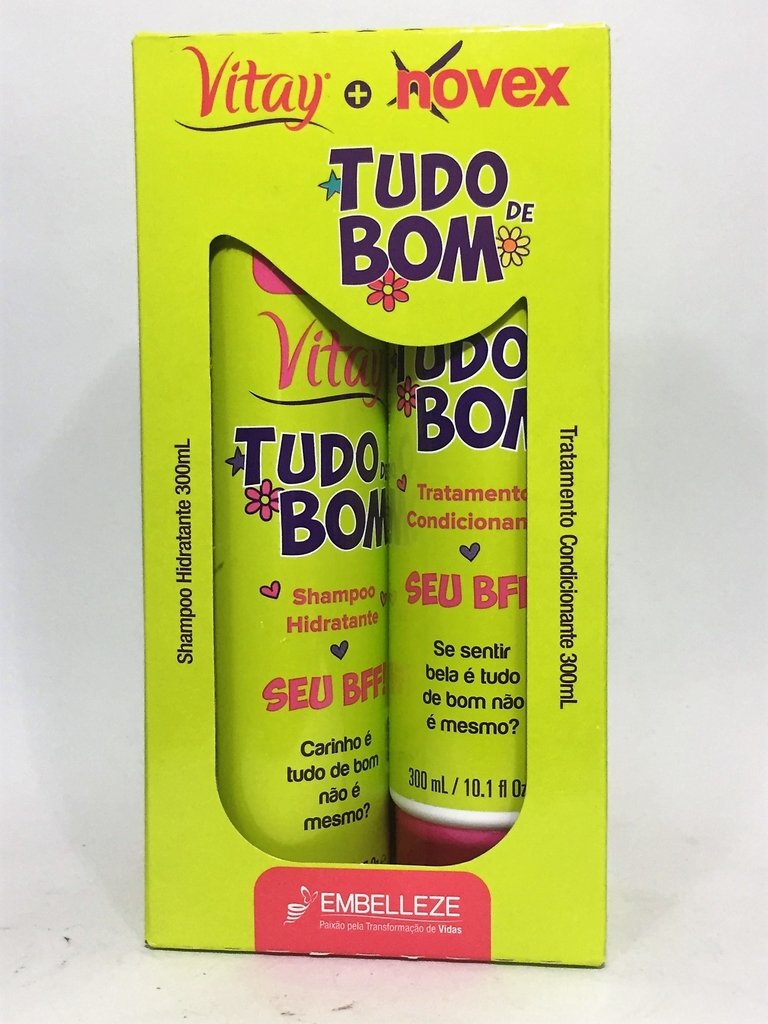 Vitay + novex
TUDO
DE
BOM
Shampoo Hidratante 300mL
Vitay
TUDO
BOM
Shampoo
Hidratante
SEU BFF!
Carinho é
tudo de bom
não é
mesmo?
TUDO
BOM
Tratamento
Condicionan
SEU BFF
Se sentir
bela é tudo
de bom não
é mesmo?
300 mL / 10.1 fl Oz
Tratamento Condicionante 300mL
EMBELLEZE
Paixão pela Transformação de Vidas